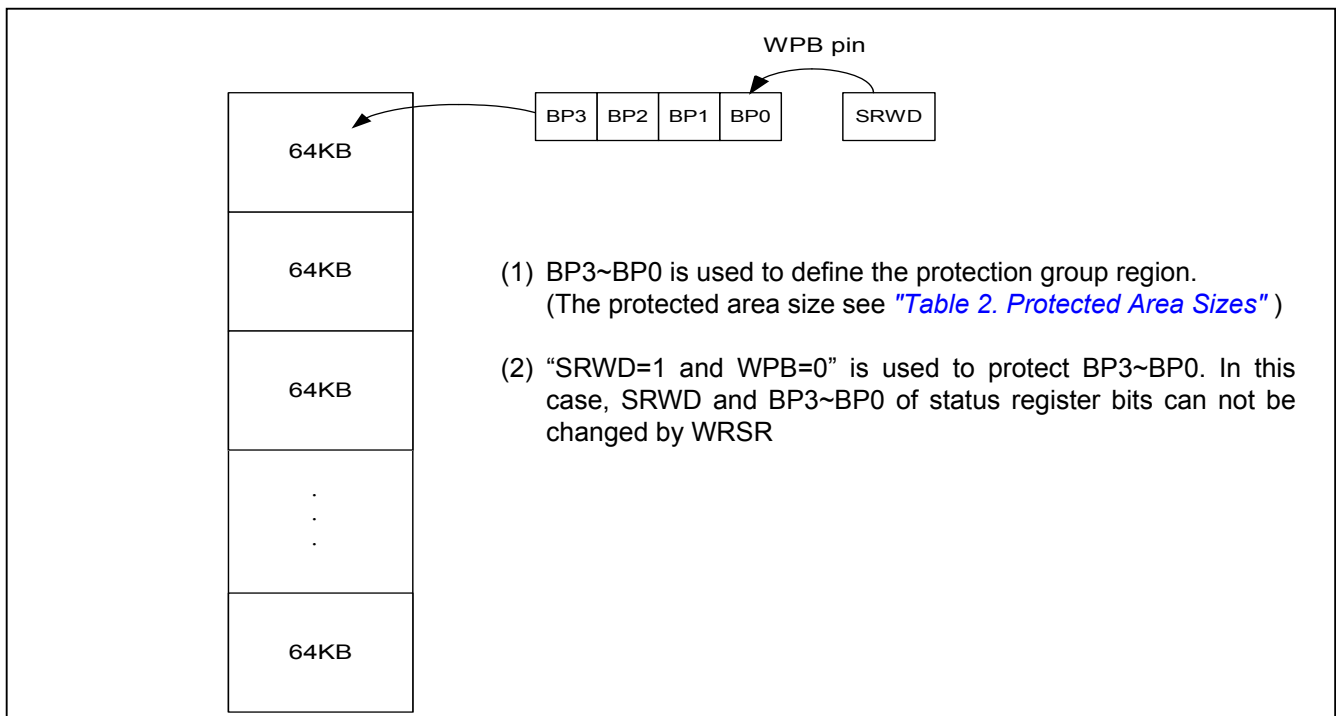 WPB pin
BP3 BP2 BP1 BP0 SRWD
64KB
64KB
(1) BP3~BP0 is used to define the protection group region.
(The protected area size see "Table 2. Protected Area Sizes" )
64KB
(2) “SRWD=1 and WPB=0” is used to protect BP3~BP0. In this
case, SRWD and BP3~BP0 of status register bits can not be
changed by WRSR
.
.
.
64KB